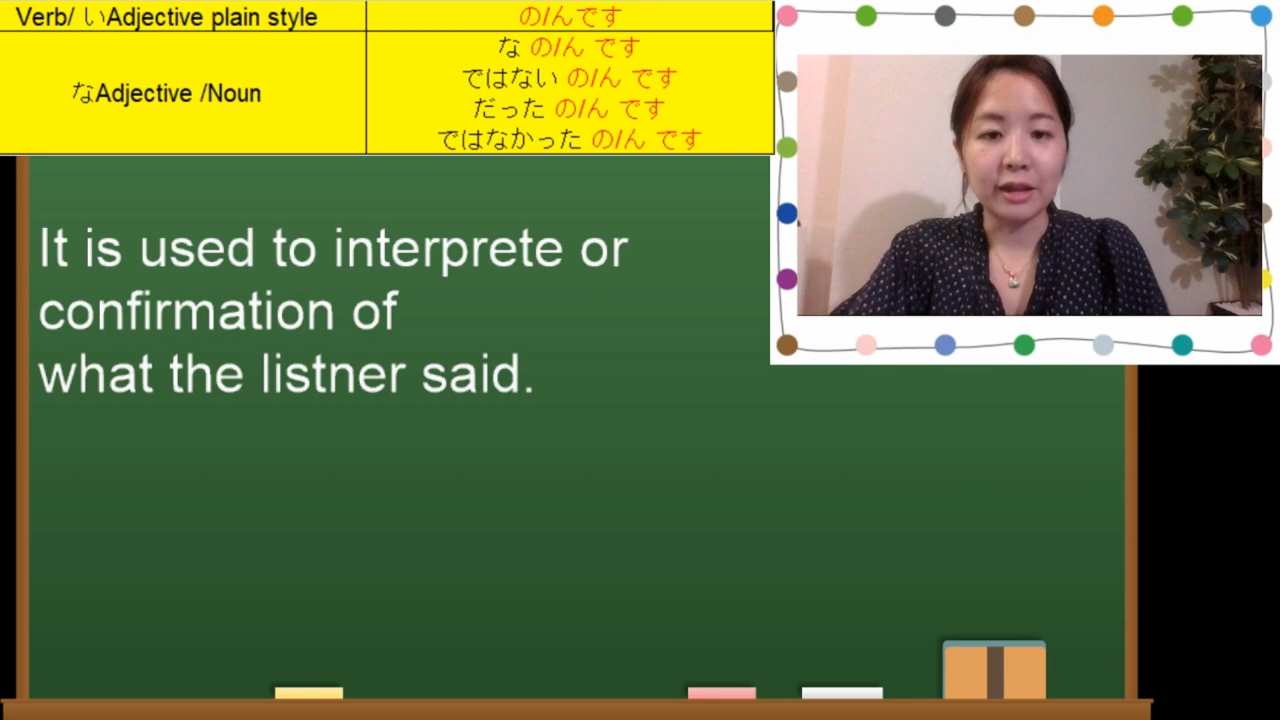 Verb/ いAdjective plain style
の/んです
なAdjective /Noun
な の/ん です
ではない の/ん です
だった の/ん です
ではなかった の/ん です
It is used to interprete or
confirmation of
what the listner said.